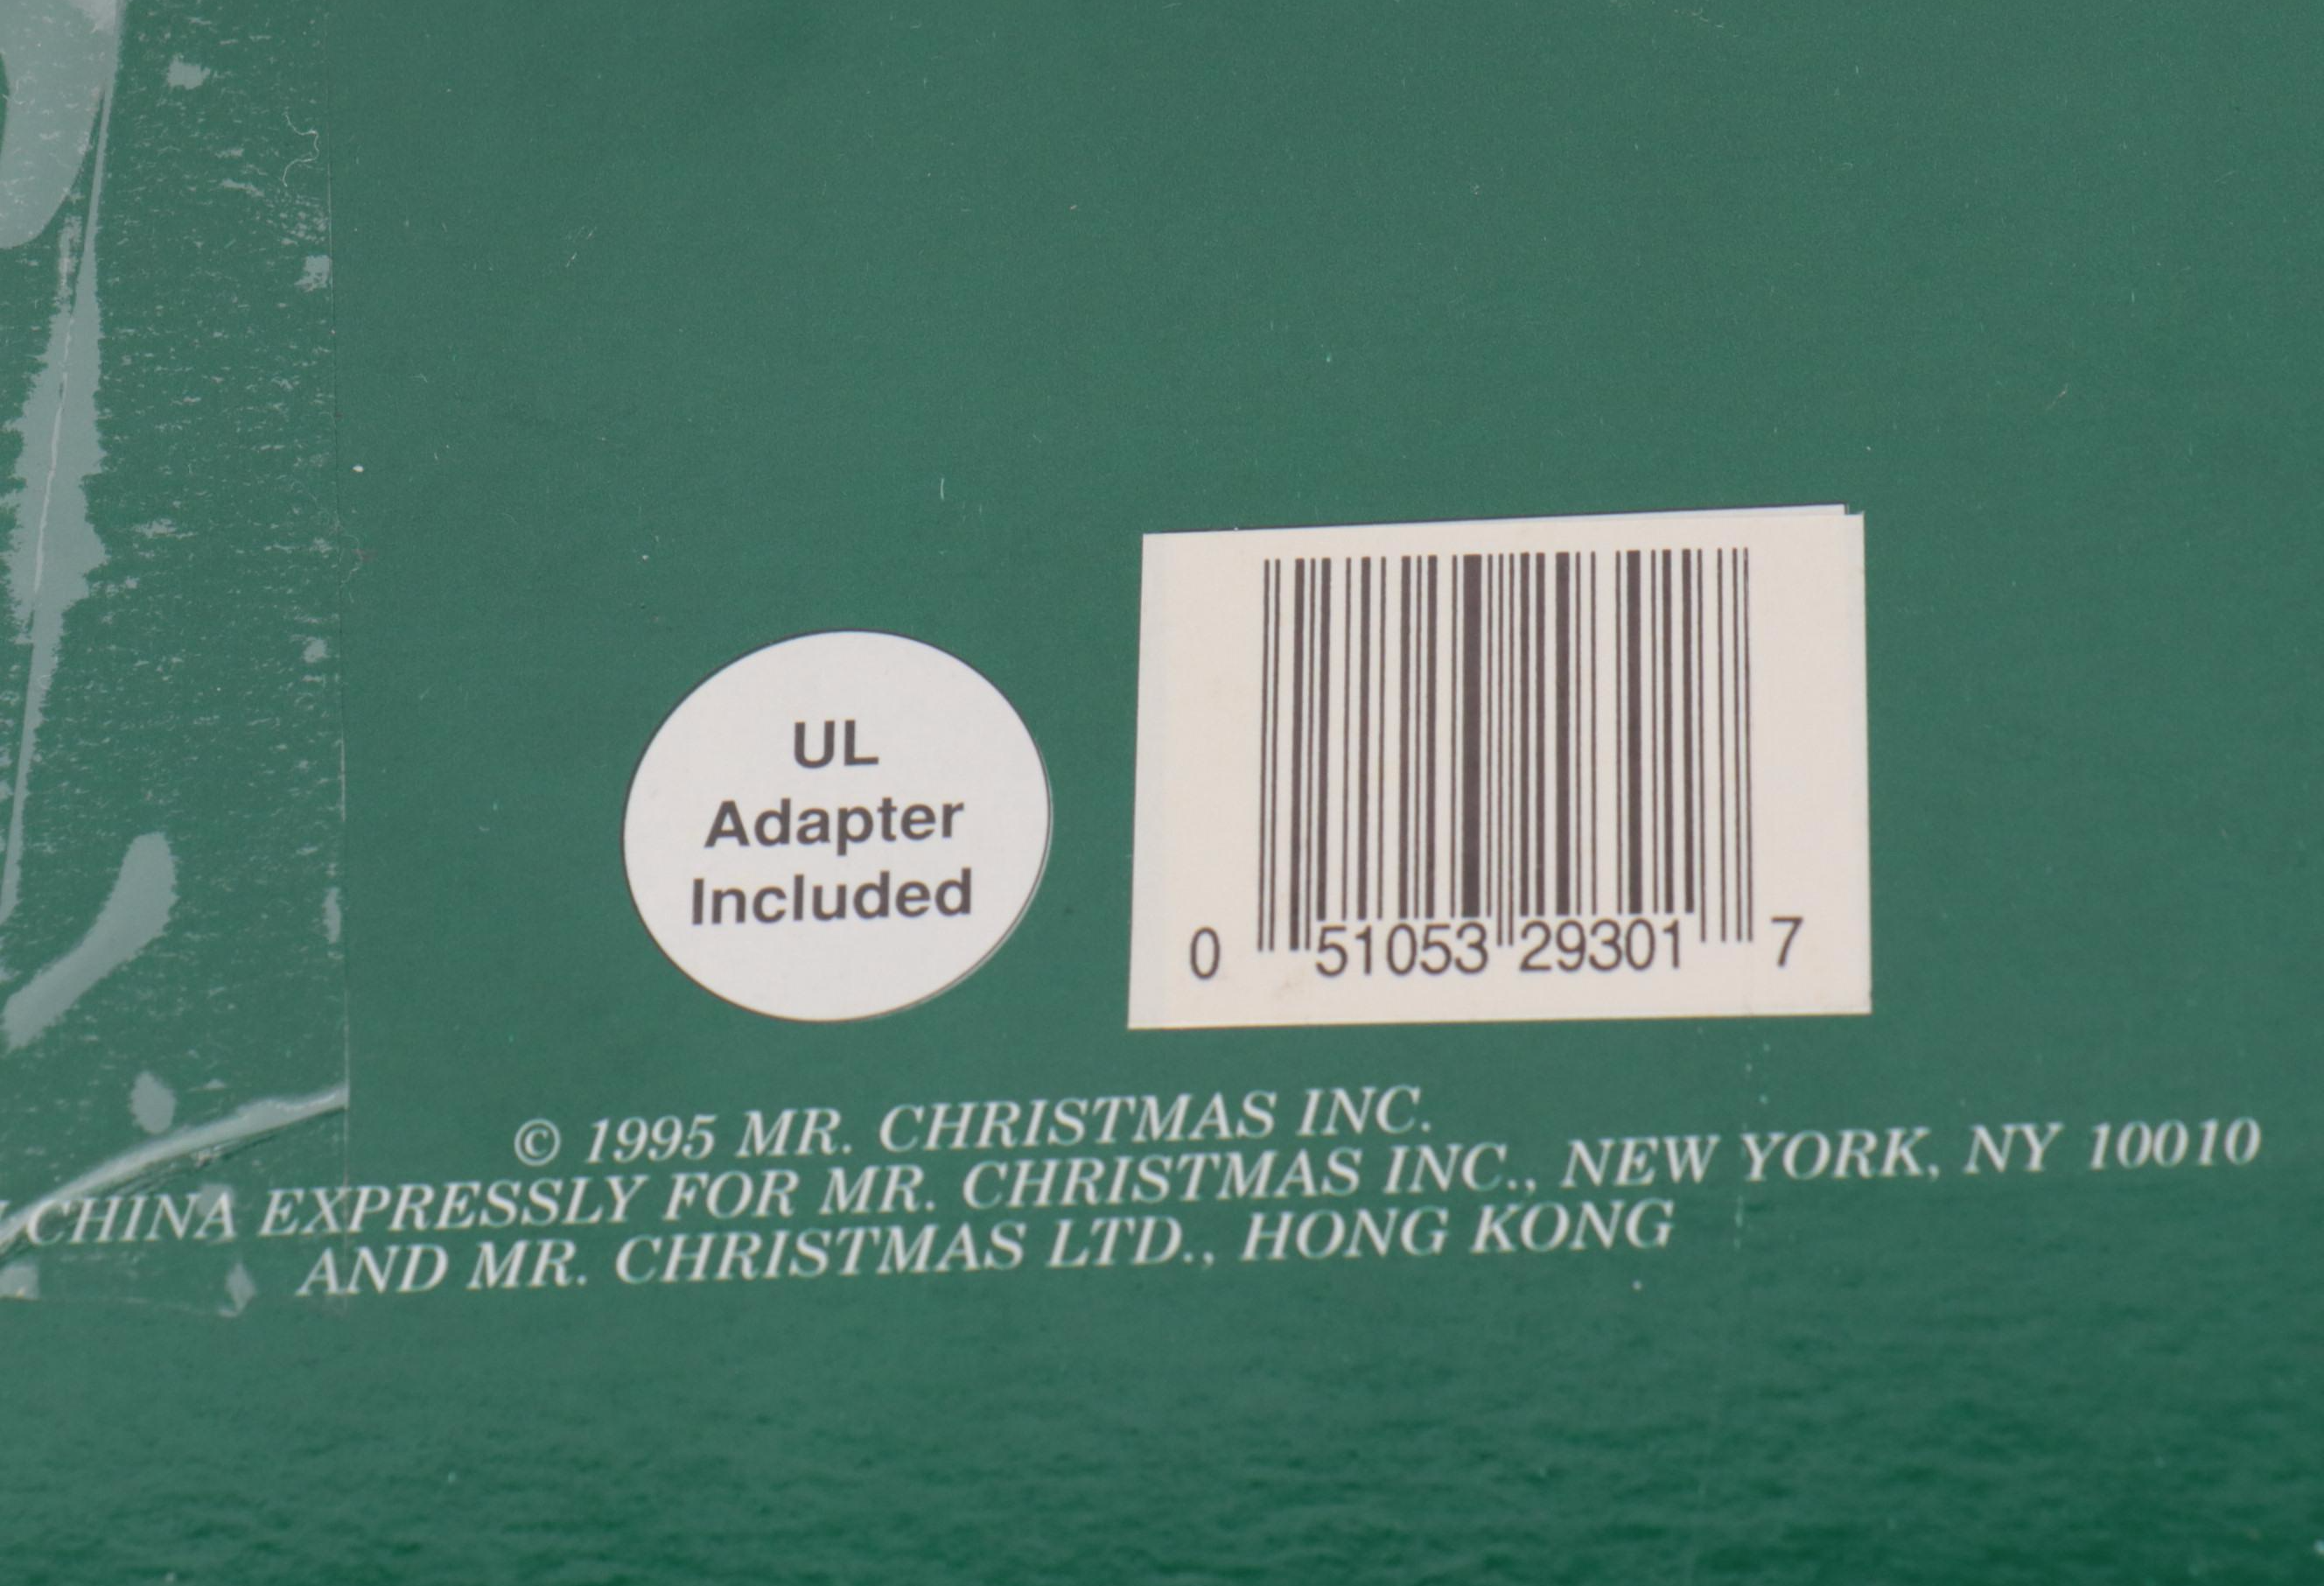 UL
Adapter
Included
0 51053 29301 7
© 1995 MR. CHRISTMAS INC.
CHINA EXPRESSLY FOR MR. CHRISTMAS INC., NEW YORK, NY 10010
AND MR. CHRISTMAS LTD., HONG KONG